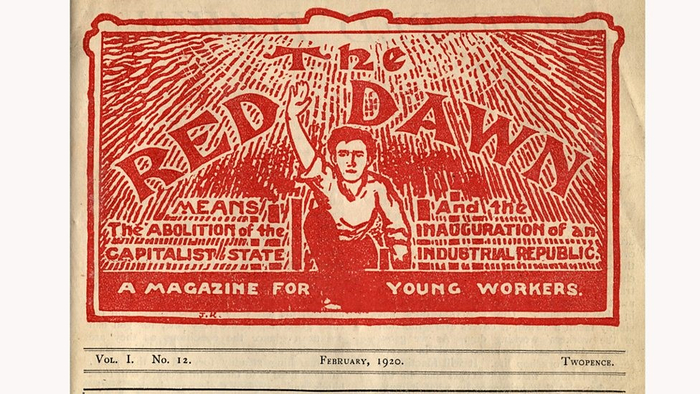 The
RED DAWN
MEANS And the
The ABOLITION of the INAUGURATION of an
CAPITALIST STATE INDUSTRIAL REPUBLIC.
A MAGAZINE FOR YOUNG WORKERS.
J.H.
VOL. I. NO. 12. FEBRUARY, 1920. TWOPENCE.